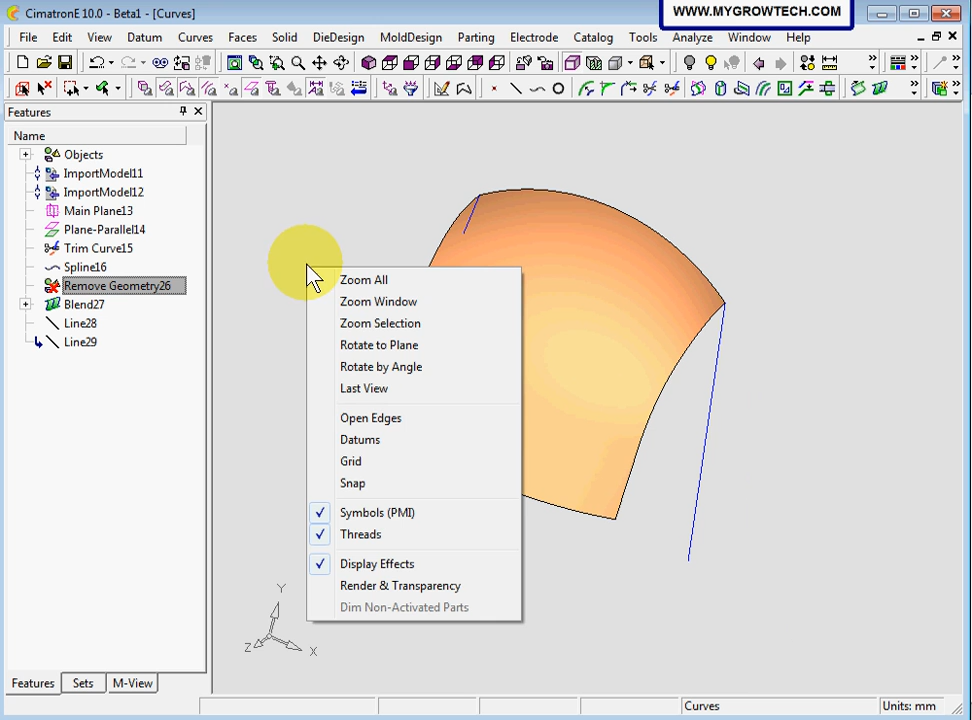 CimatronE 10.0 - Beta1 - [Curves]
WWW.MYGROWTECH.COM
File Edit View Datum Curves Faces Solid DieDesign MoldDesign Parting Electrode Catalog Tools Analyze Window Help
Features
Name
Objects
ImportModel11
ImportModel12
Main Plane13
Plane-Parallel14
Trim Curve15
Spline16
Remove Geometry26
Blend27
Line28
Line29
Zoom All
Zoom Window
Zoom Selection
Rotate to Plane
Rotate by Angle
Last View
Open Edges
Datums
Grid
Snap
Symbols (PMI)
Threads
Display Effects
Render & Transparency
Dim Non-Activated Parts
Y
Z
X
Features Sets M-View
Curves Units: mm